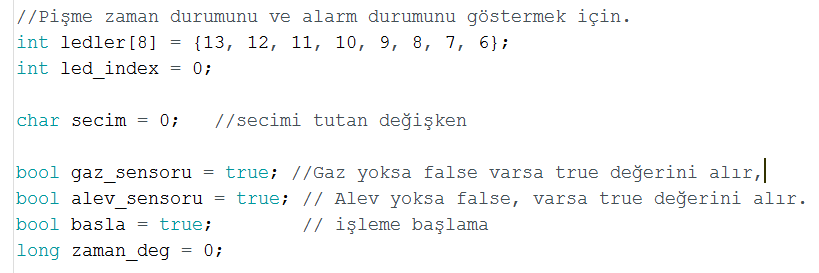 //Pişme zaman durumunu ve alarm durumunu göstermek için.
int ledler[8] = {13, 12, 11, 10, 9, 8, 7, 6};
int led_index = 0;
char secim = 0;   //secimi tutan değişken
bool gaz_sensoru = true; //Gaz yoksa false varsa true değerini alır,
bool alev_sensoru = true; // Alev yoksa false, varsa true değerini alır.
bool basla = true;        // işleme başlama
long zaman_deg = 0;